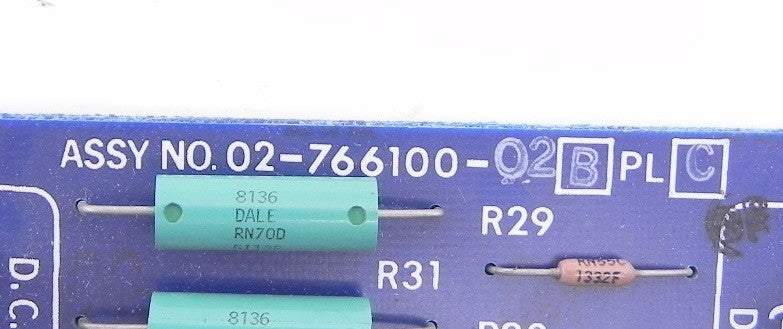 ASSY NO. 02-766100-02 B PL C
8136
DALE
RN70D
R29
RN55C
1332F
R31
8136
D.C.